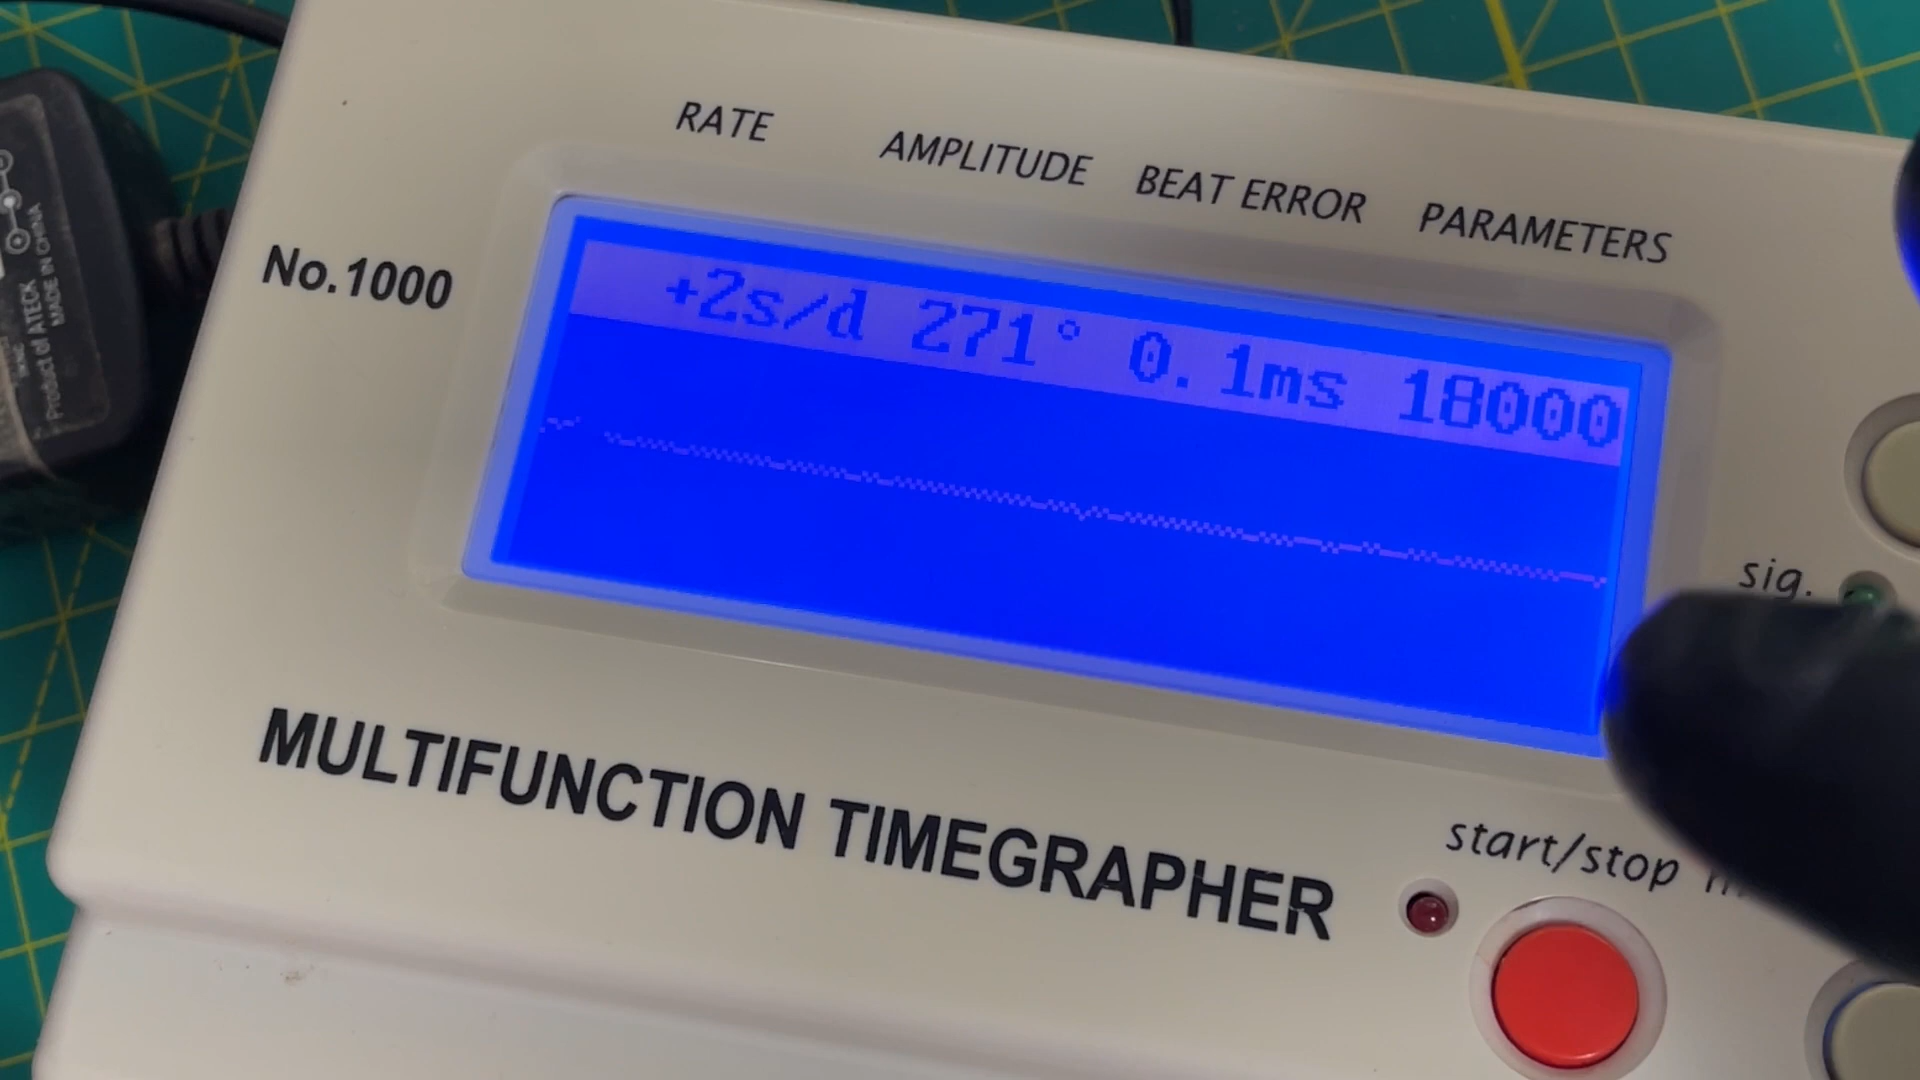 RATE AMPLITUDE BEAT ERROR PARAMETERS
No.1000
+2s/d 271° 0.1ms 18000
Product of ATECK
MADE IN CHINA
sig.
MULTIFUNCTION TIMEGRAPHER
start/stop